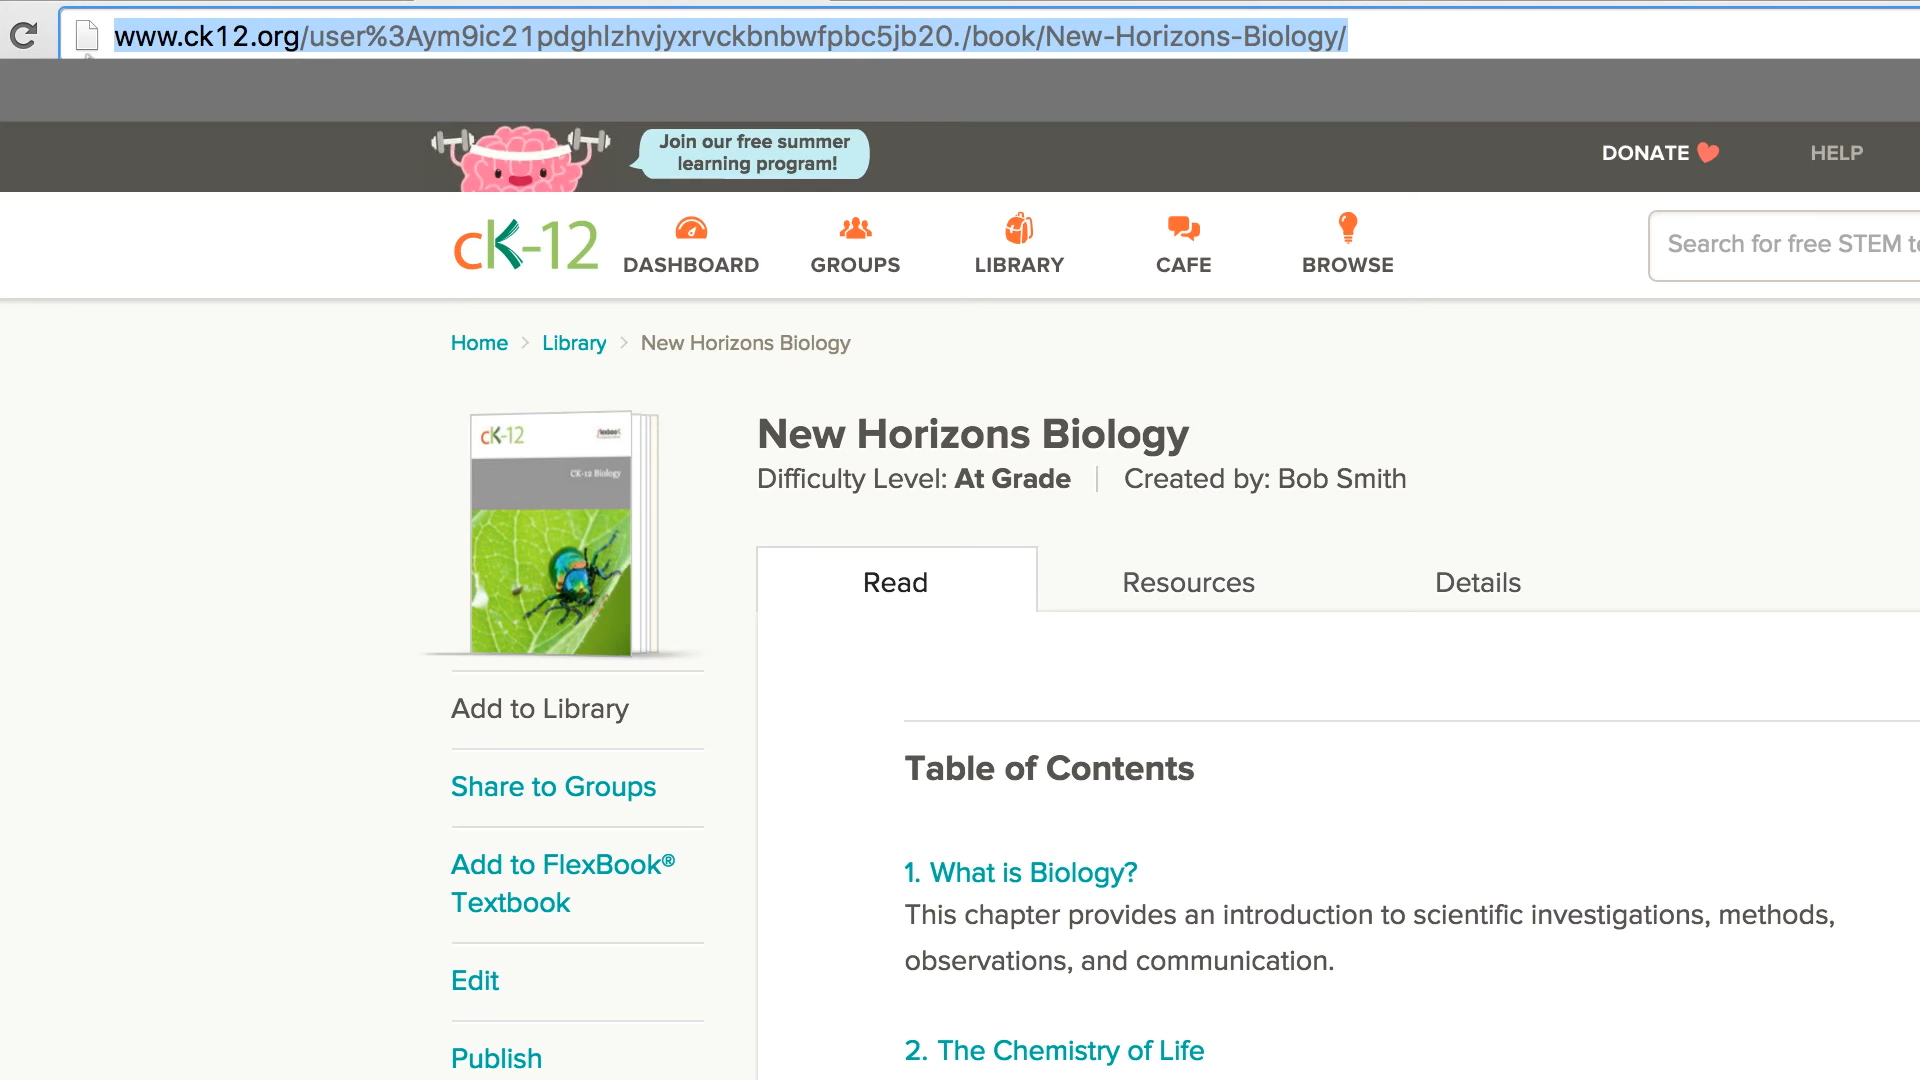 www.ck12.org/user%3Aym9ic21pdghlzhvjyxrvckbnbwfpbc5jb20./book/New-Horizons-Biology/
Join our free summer
learning program!
DONATE
HELP
cK-12
DASHBOARD
GROUPS
LIBRARY
CAFE
BROWSE
Search for free STEM
Home
Library
New Horizons Biology
cK-12
CK-12 Biology
New Horizons Biology
Difficulty Level: At Grade
Created by: Bob Smith
Read
Resources
Details
Add to Library
Share to Groups
Add to FlexBook®
Textbook
Edit
Publish
Table of Contents
1. What is Biology?
This chapter provides an introduction to scientific investigations, methods,
observations, and communication.
2. The Chemistry of Life